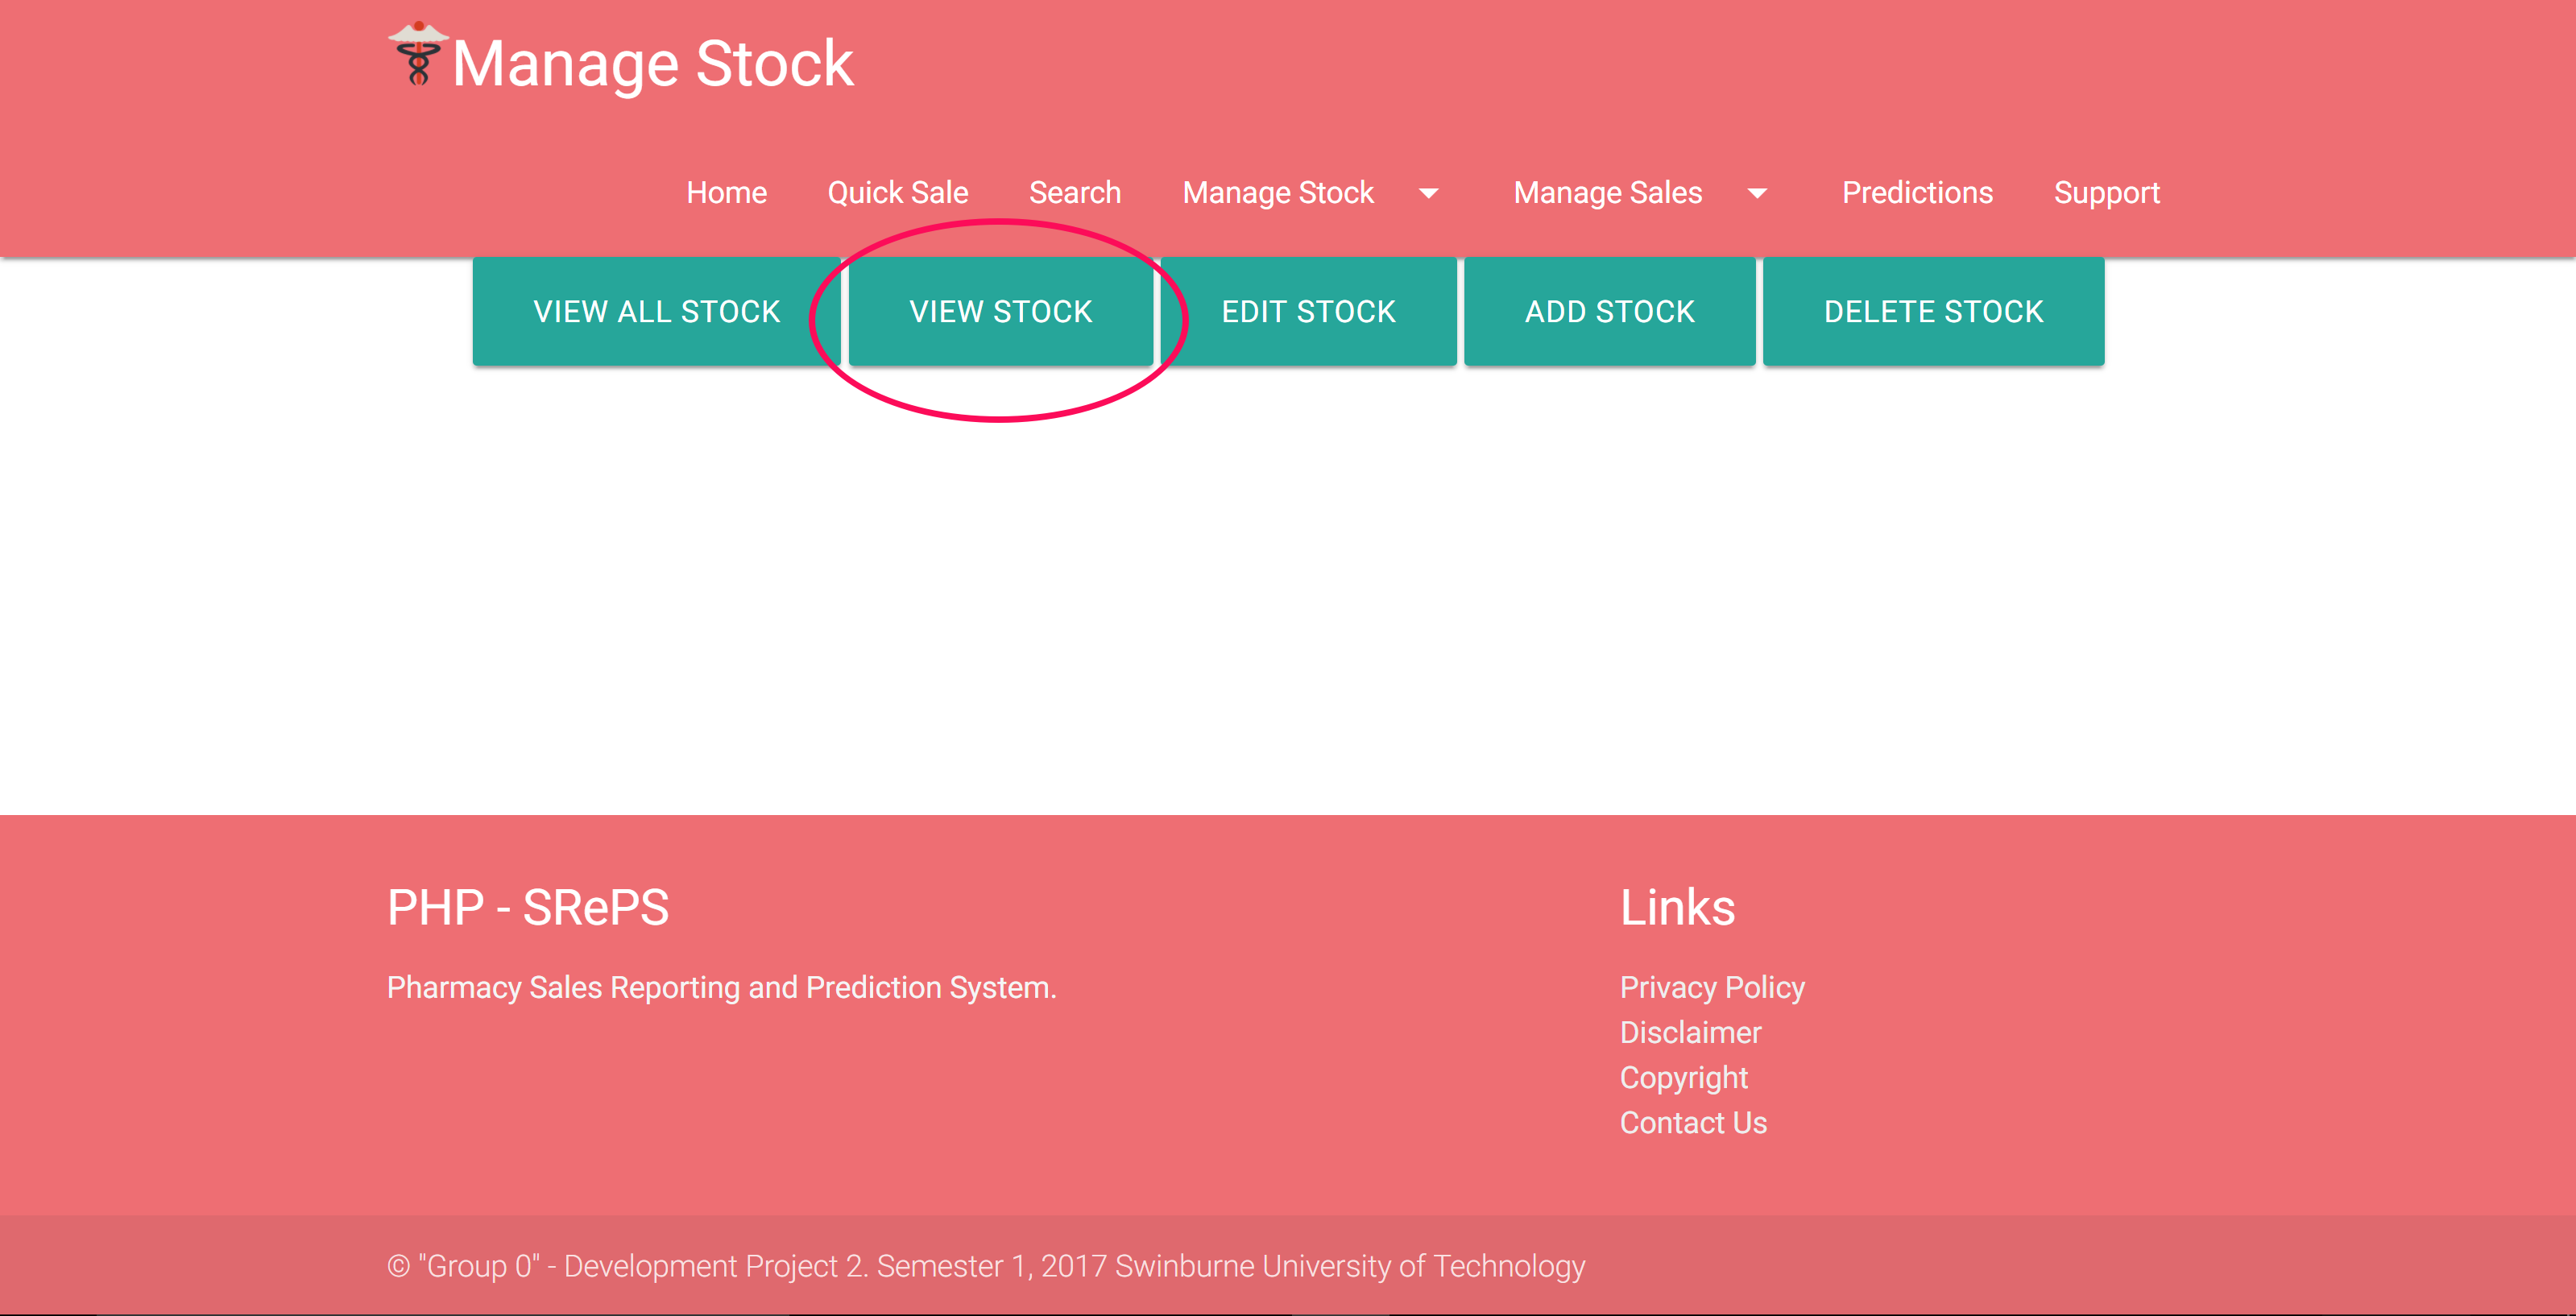 Manage Stock
Home Quick Sale Search Manage Stock Manage Sales Predictions Support
VIEW ALL STOCK VIEW STOCK EDIT STOCK ADD STOCK DELETE STOCK
PHP - SRePS
Pharmacy Sales Reporting and Prediction System.
Links
Privacy Policy
Disclaimer
Copyright
Contact Us
© "Group 0" - Development Project 2. Semester 1, 2017 Swinburne University of Technology